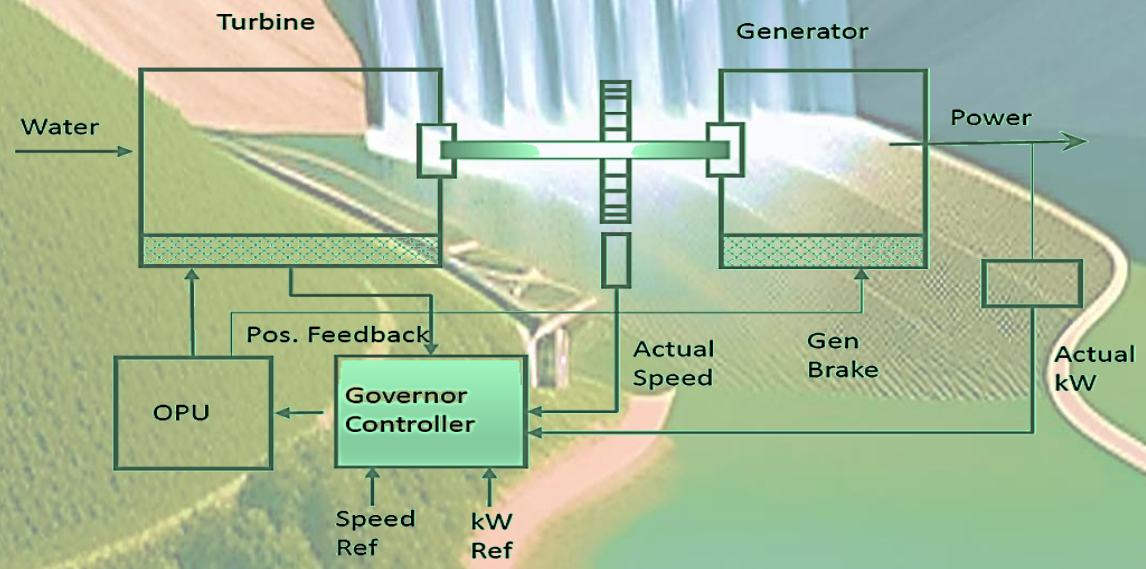 Turbine
Generator
Water
Power
Pos. Feedback
Actual
Speed
Gen
Brake
Actual
kW
OPU
Governor
Controller
Speed
Ref
kW
Ref